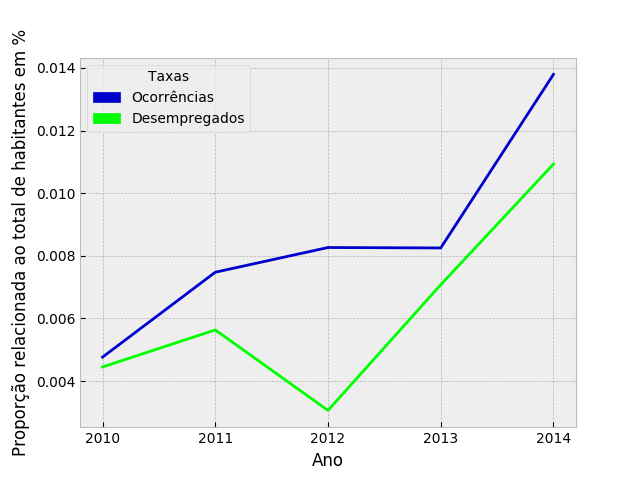 Proporção relacionada ao total de habitantes em %
0.014
0.012
0.010
0.008
0.006
0.004
Taxas
Ocorrências
Desempregados
2010 2011 2012 2013 2014
Ano